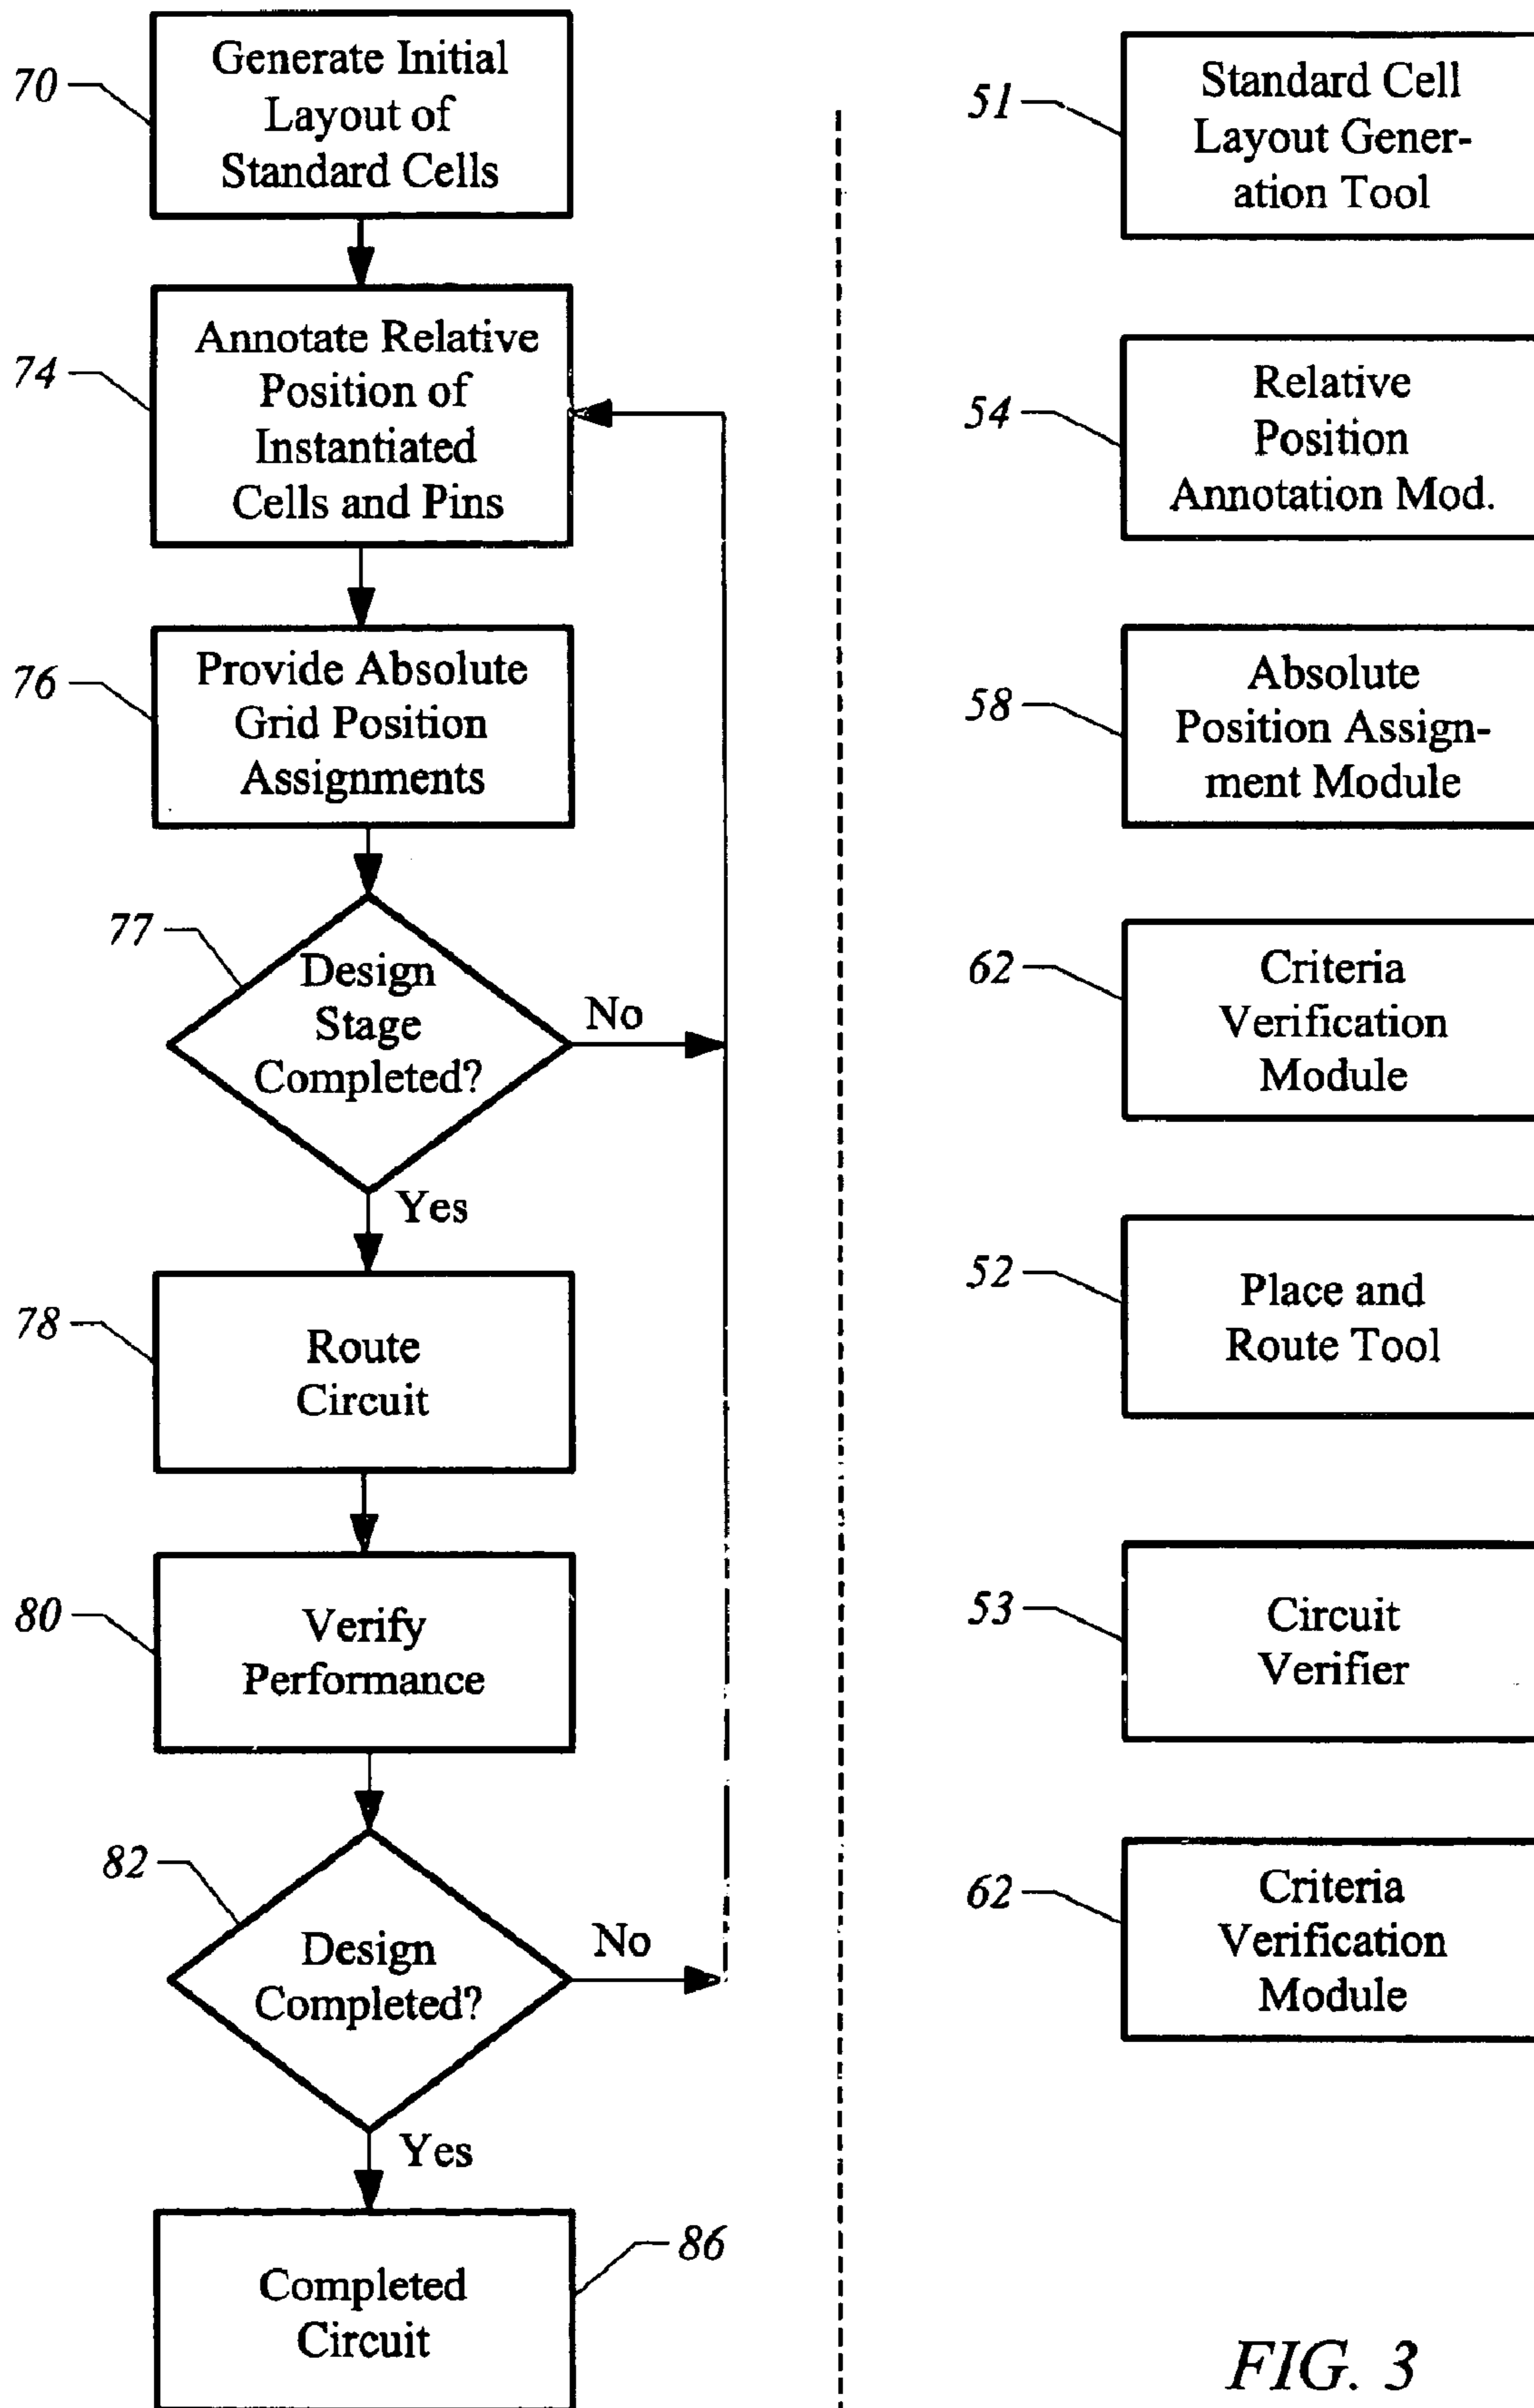 70
Generate Initial
Layout of
Standard Cells
74
Annotate Relative
Position of
Instantiated
Cells and Pins
76
Provide Absolute
Grid Position
Assignments
77
Design
Stage
Completed?
No
Yes
78
Route
Circuit
80
Verify
Performance
82
Design
Completed?
No
Yes
86
Completed
Circuit
51
Standard Cell
Layout Gener-
ation Tool
54
Relative
Position
Annotation Mod.
58
Absolute
Position Assign-
ment Module
62
Criteria
Verification
Module
52
Place and
Route Tool
53
Circuit
Verifier
62
Criteria
Verification
Module
FIG. 3